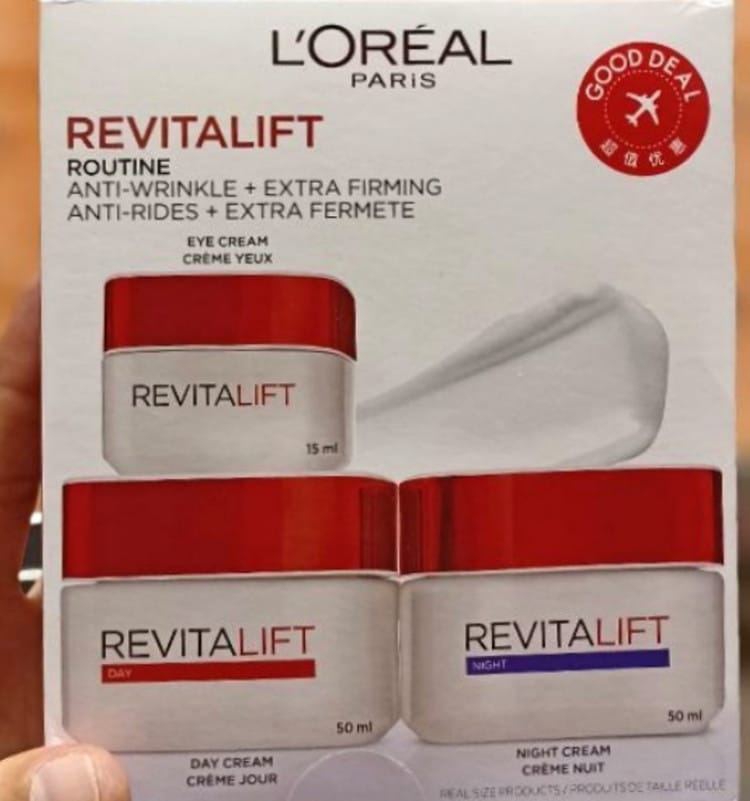 L'ORÉAL
PARiS
GOOD DEAL
超值优惠
REVITALIFT
ROUTINE
ANTI-WRINKLE + EXTRA FIRMING
ANTI-RIDES + EXTRA FERMETE
EYE CREAM
CRÈME YEUX
REVITALIFT
15 ml
REVITALIFT
DAY
50 ml
REVITALIFT
NIGHT
50 ml
DAY CREAM
CRÈME JOUR
NIGHT CREAM
CRÈME NUIT
REAL SIZE PRODUCTS / PRODUITS DE TAILLE RÉELLE